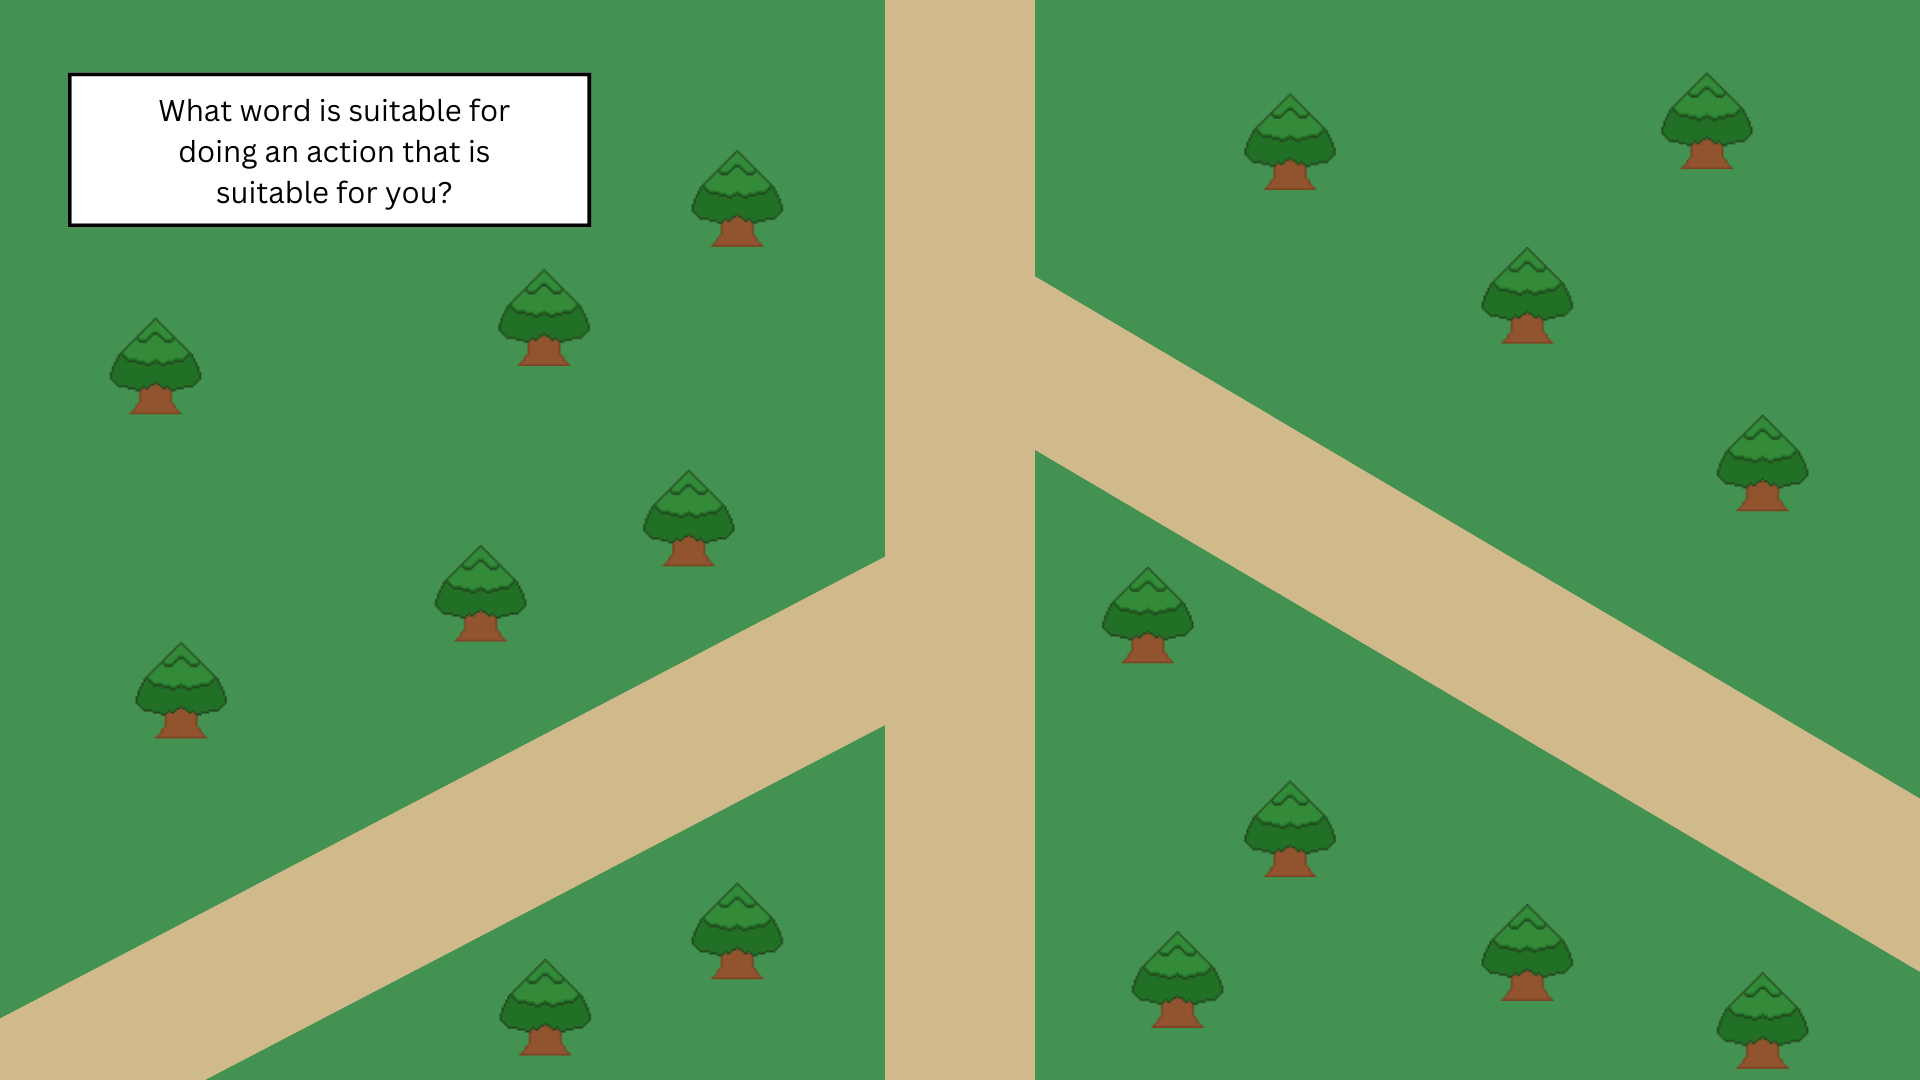 What word is suitable for
doing an action that is
suitable for you?